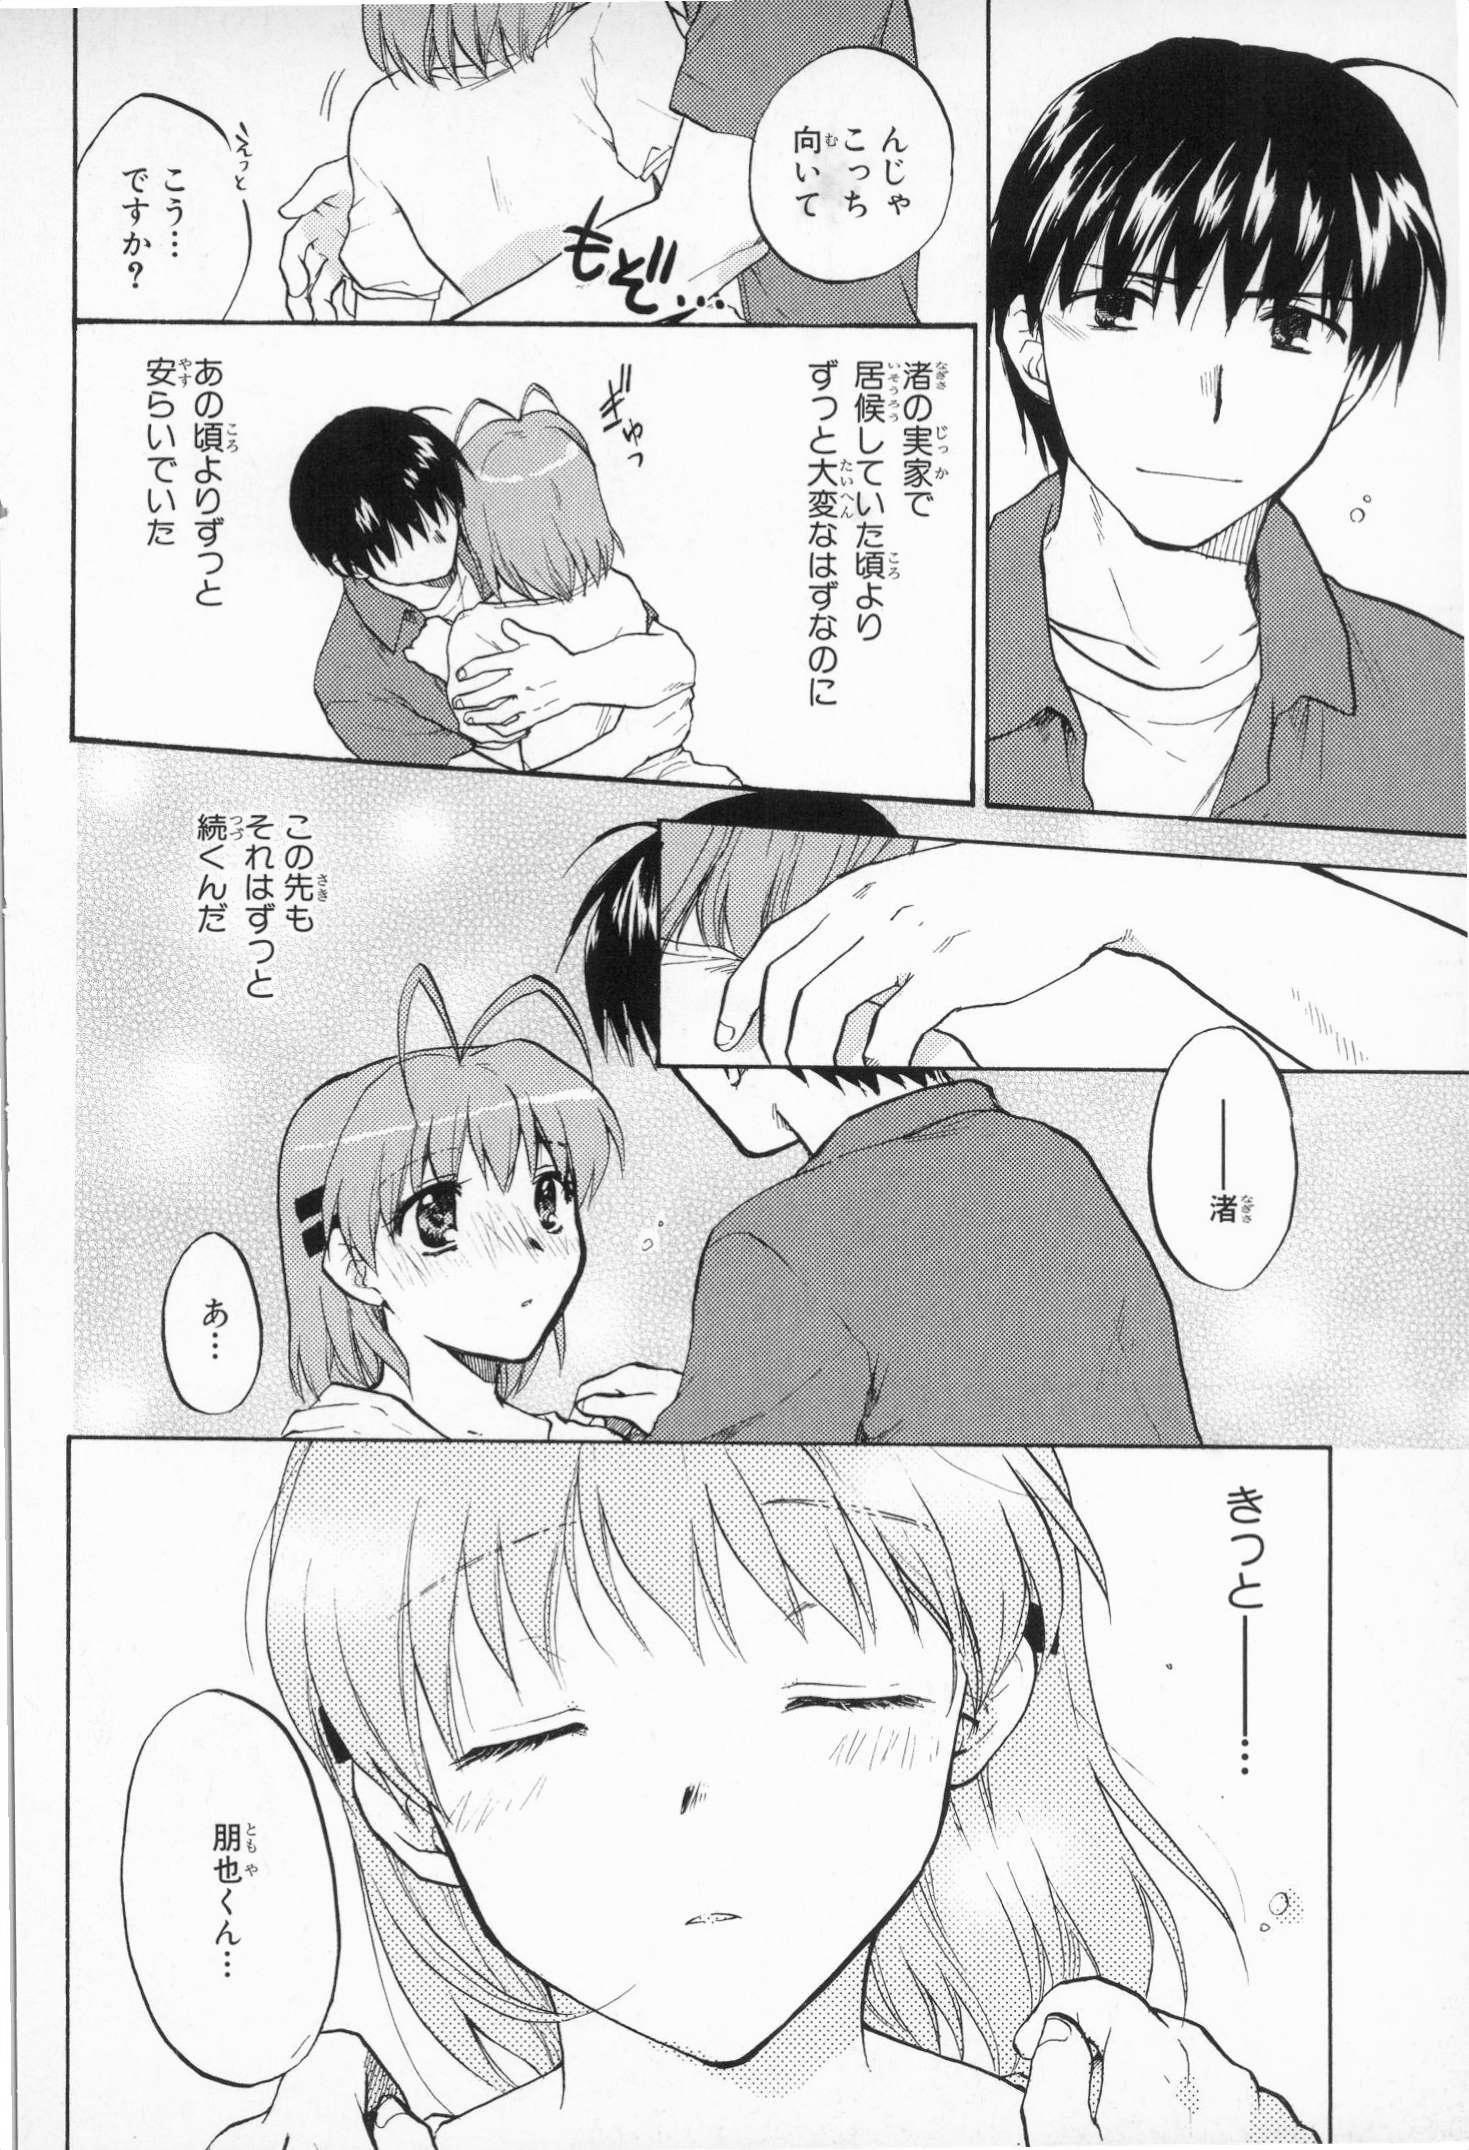 んじゃ
こっち
向いて
もぞ…
えっと
こう…
ですか?
渚の実家で
居候していた頃より
ずっと大変なはずなのに
ぎゅっ
あの頃よりずっと
安らいでいた
――渚
この先も
それはずっと
続くんだ
あ…
きっと――…
朋也くん…